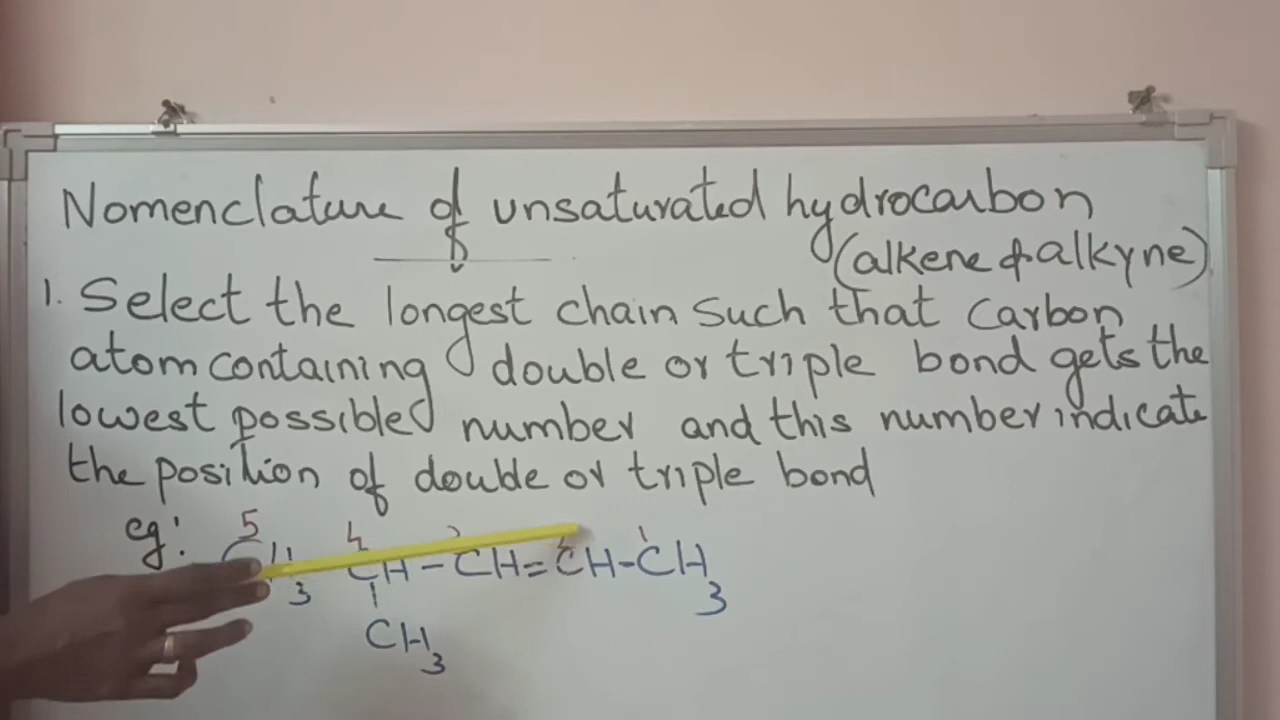 Nomenclature of unsaturated hydrocarbon
(alkene & alkyne)
1. Select the longest chain such that carbon
atom containing double or triple bond gets the
lowest possible number and this number indicate
the position of double or triple bond
eg: 5 4 1
3 CH-CH=CH-CH3
CH3